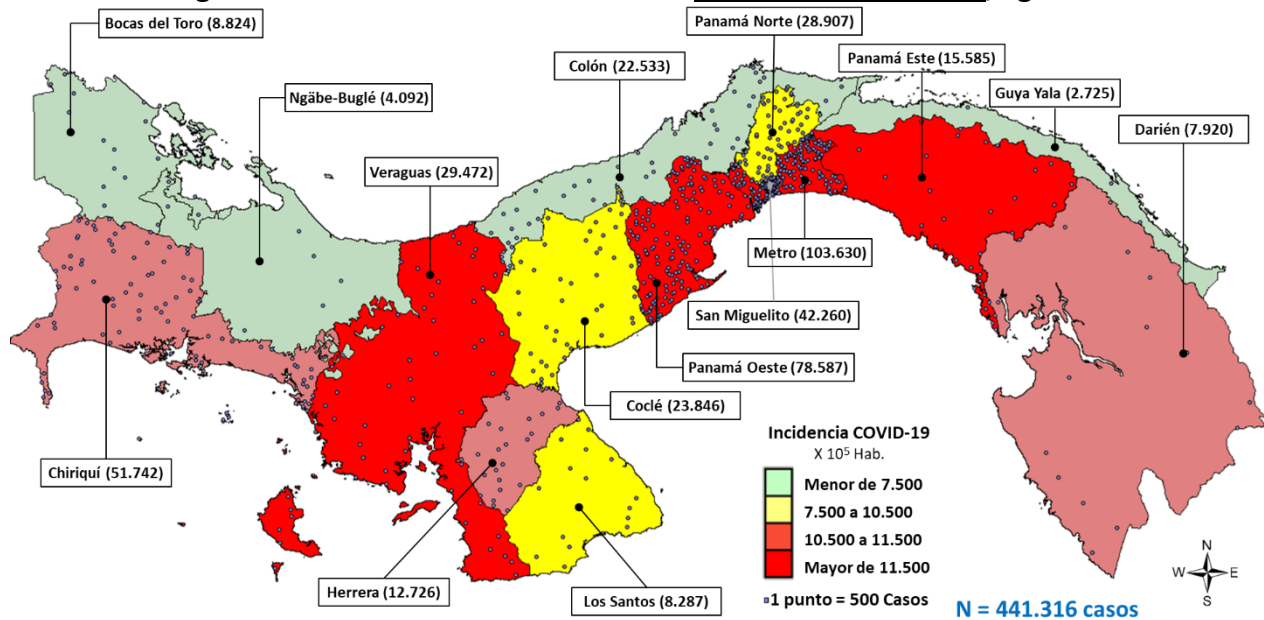 Bocas del Toro (8.824)
Panamá Norte (28.907)
Colón (22.533)
Panamá Este (15.585)
Ngäbe-Buglé (4.092)
Guya Yala (2.725)
Darién (7.920)
Veraguas (29.472)
Metro (103.630)
San Miguelito (42.260)
Panamá Oeste (78.587)
Coclé (23.846)
Chiriquí (51.742)
Herrera (12.726)
Los Santos (8.287)
Incidencia COVID-19
X 10⁵ Hab.
Menor de 7.500
7.500 a 10.500
10.500 a 11.500
Mayor de 11.500
1 punto = 500 Casos
N = 441.316 casos
N
W E
S